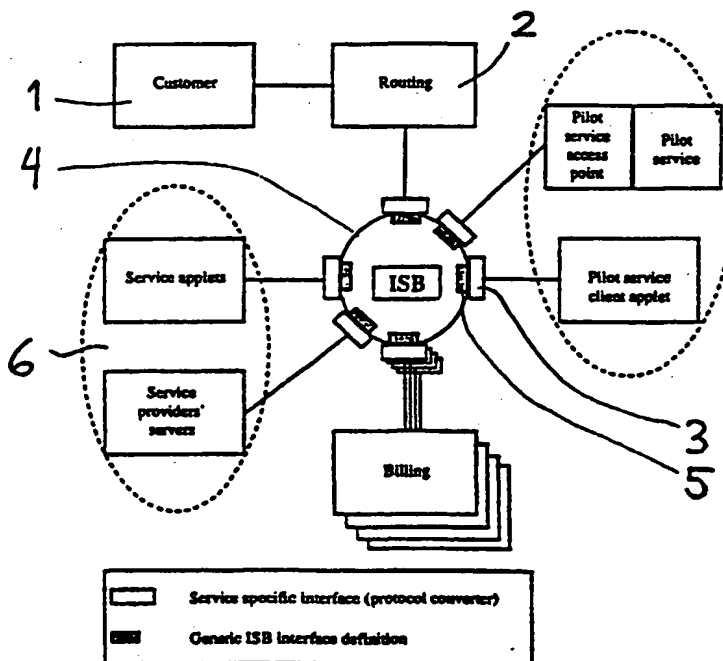 2
1
Customer
Routing
Pilot
service
access
point
Pilot
service
4
Service applets
ISB
Pilot service
client applet
6
Service
providers'
servers
3
5
Billing
Service specific interface (protocol converter)
Generic ISB interface definition